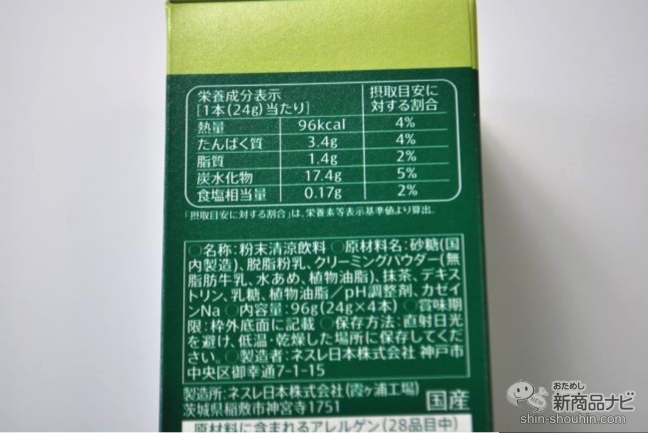 栄養成分表示
[1本(24g)当たり]
摂取目安に
対する割合
熱量 96kcal 4%
たんぱく質 3.4g 4%
脂質 1.4g 2%
炭水化物 17.4g 5%
食塩相当量 0.17g 2%
「摂取目安に対する割合」は、栄養素等表示基準値より算出。
○名称:粉末清涼飲料 ○原材料名:砂糖(国
内製造)、脱脂粉乳、クリーミングパウダー(無
脂肪牛乳、水あめ、植物油脂)、抹茶、デキス
トリン、乳糖、植物油脂/pH調整剤、カゼイ
ンNa ○内容量:96g(24g×4本) ○賞味期
限:枠外底面に記載 ○保存方法:直射日光
を避け、低温・乾燥した場所に保存してくださ
い。 ○製造者:ネスレ日本株式会社 神戸市
中央区御幸通7-1-15
製造所:ネスレ日本株式会社(霞ヶ浦工場)
茨城県稲敷市神宮寺1751
国産
原材料に含まれるアレルゲン(28品目中)
NEW
おためし
新商品ナビ
shin-shouhin.com